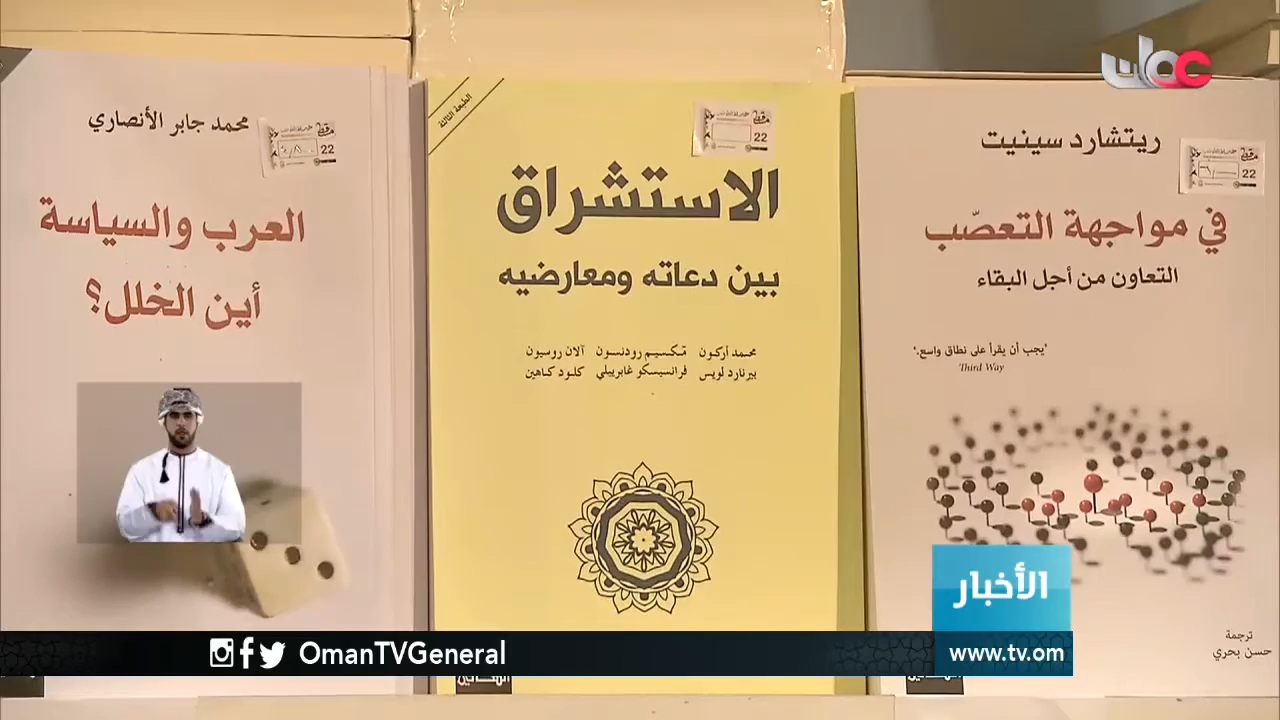 محمد جابر الأنصاري
العرب والسياسة
أين الخلل؟
الطبعة الثالثة
22
الاستشراق
بين دعاته ومعارضيه
محمد أركون مكسيم رودنسون آلان روسيون
بيرنارد لويس فرانسيسكو غابرييلي كلود كاهين
ريتشارد سينيت
22
في مواجهة التعصّب
التعاون من أجل البقاء
'يجب أن يقرأ على نطاق واسع.'
Third Way
ترجمة
حسن بحري
22
عمان
الأخبار
www.tv.om
OmanTVGeneral